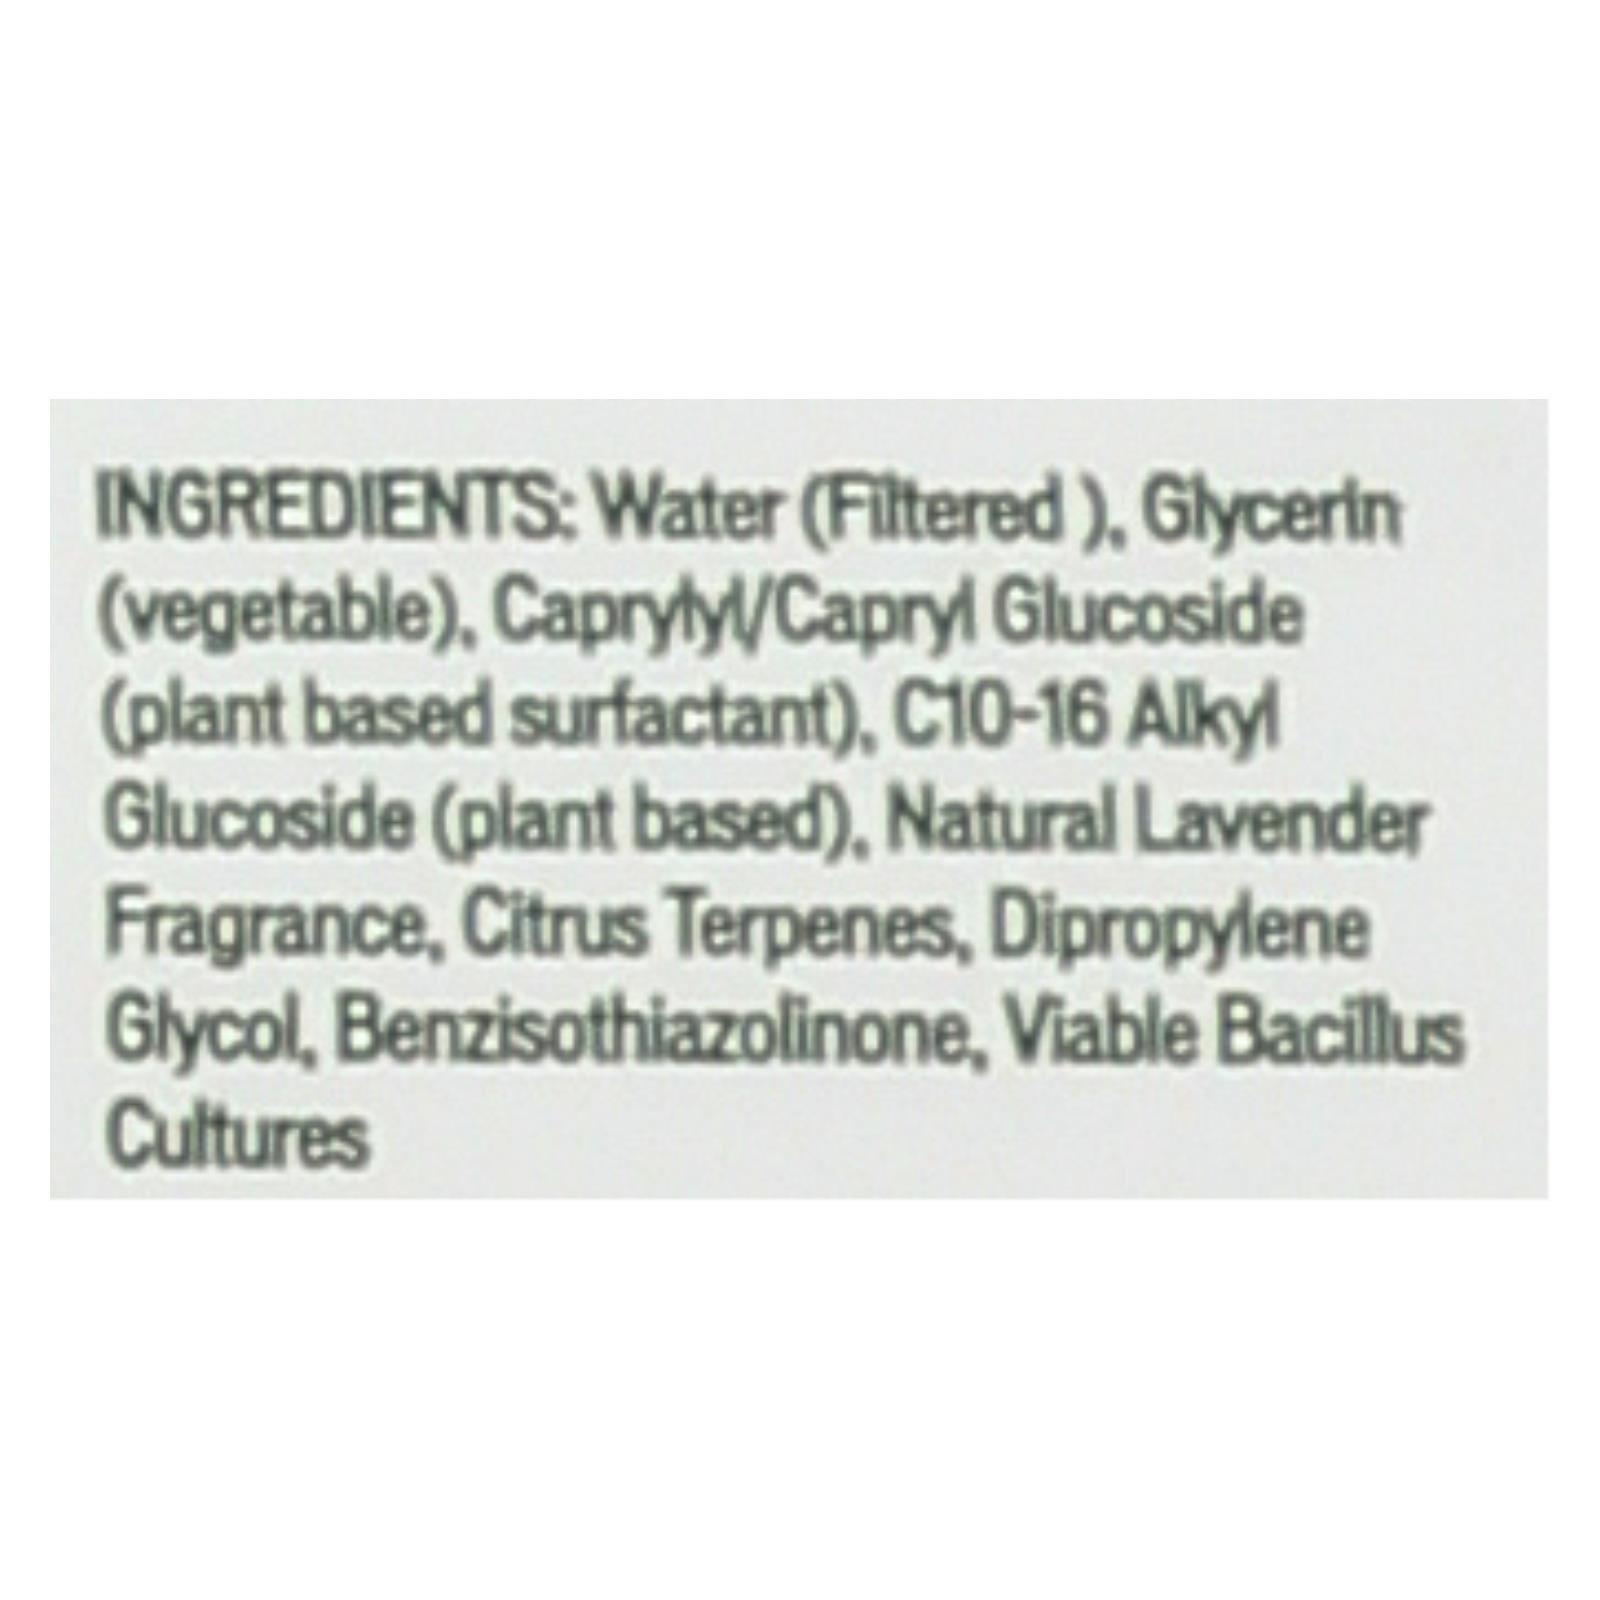 INGREDIENTS: Water (Filtered ), Glycerin
(vegetable), Caprylyl/Capryl Glucoside
(plant based surfactant), C10-16 Alkyl
Glucoside (plant based), Natural Lavender
Fragrance, Citrus Terpenes, Dipropylene
Glycol, Benzisothiazolinone, Viable Bacillus
Cultures